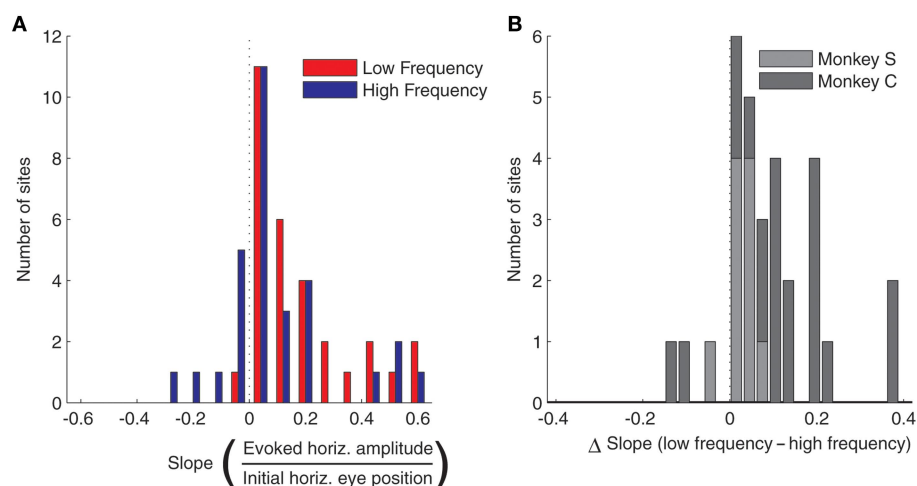 A
12
10
8
6
4
2
0
Number of sites
Low Frequency
High Frequency
-0.6 -0.4 -0.2 0 0.2 0.4 0.6
Slope ( Evoked horiz. amplitude
Initial horiz. eye position )
B
6
5
4
3
2
1
0
Number of sites
Monkey S
Monkey C
-0.4 -0.2 0 0.2 0.4
Δ Slope (low frequency – high frequency)